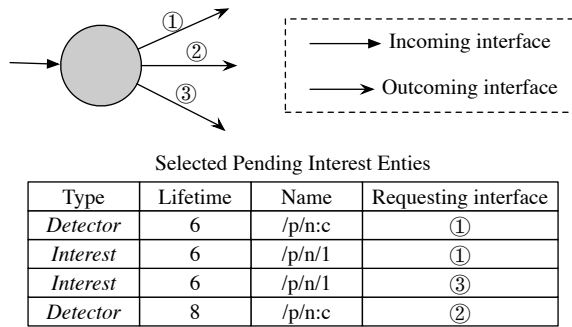 ①
②
③
Incoming interface
Outcoming interface
Selected Pending Interest Enties
Type Lifetime Name Requesting interface
Detector 6 /p/n:c ①
Interest 6 /p/n/1 ①
Interest 6 /p/n/1 ③
Detector 8 /p/n:c ②